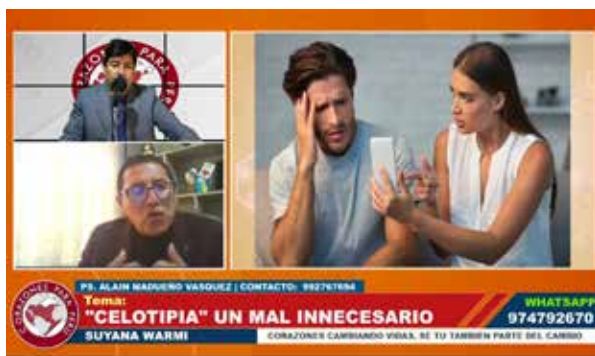 CORAZONES PARA PERÚ
PS. ALAIN MADUEÑO VASQUEZ | CONTACTO: 992767694
Tema:
"CELOTIPIA" UN MAL INNECESARIO
SUYANA WARMI
CORAZONES CAMBIANDO VIDAS, SÉ TU TAMBIEN PARTE DEL CAMBIO
WHATSAPP
974792670